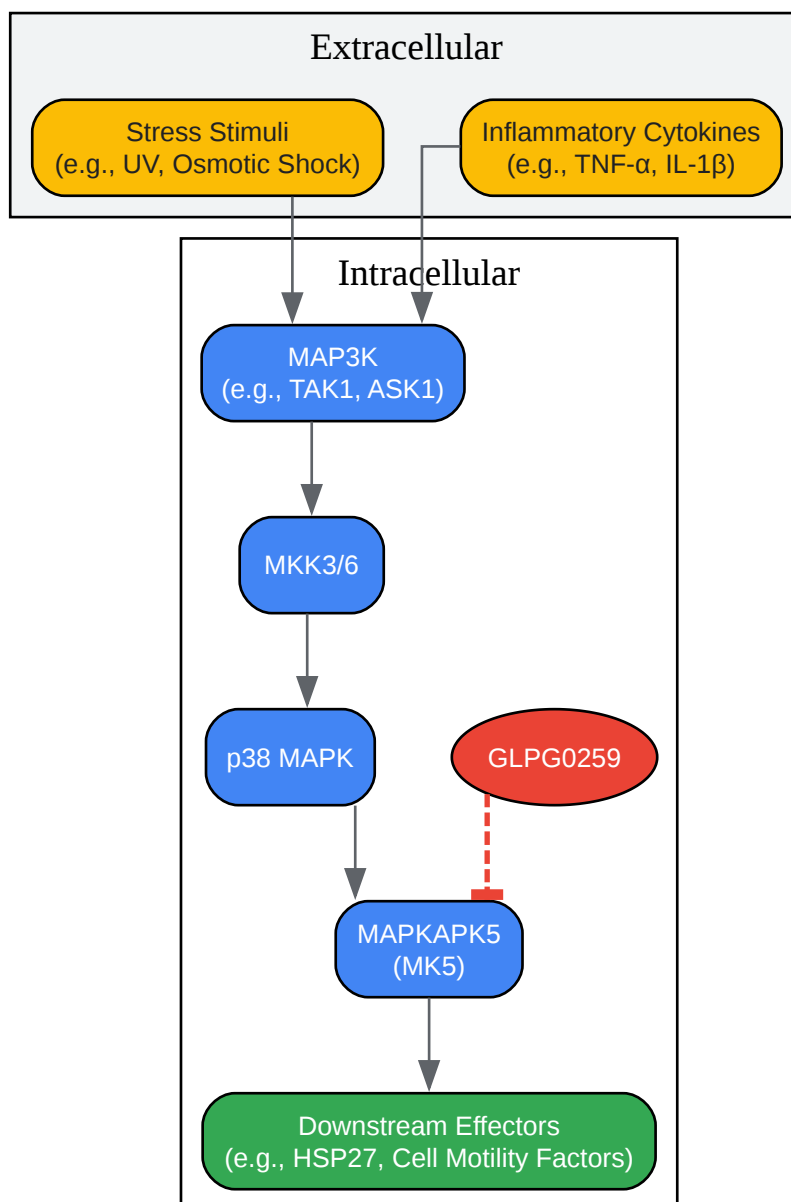 Extracellular
Stress Stimuli
(e.g., UV, Osmotic Shock)
Inflammatory Cytokines
(e.g., TNF-α, IL-1β)
Intracellular
MAP3K
(e.g., TAK1, ASK1)
MKK3/6
p38 MAPK
GLPG0259
MAPKAPK5
(MK5)
Downstream Effectors
(e.g., HSP27, Cell Motility Factors)